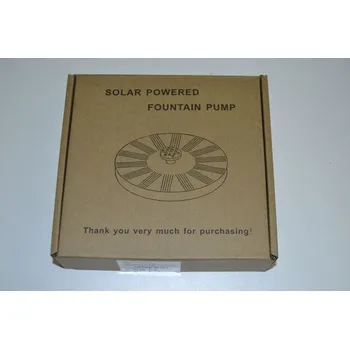 SOLAR POWERED
FOUNTAIN PUMP
Thank you very much for purchasing!